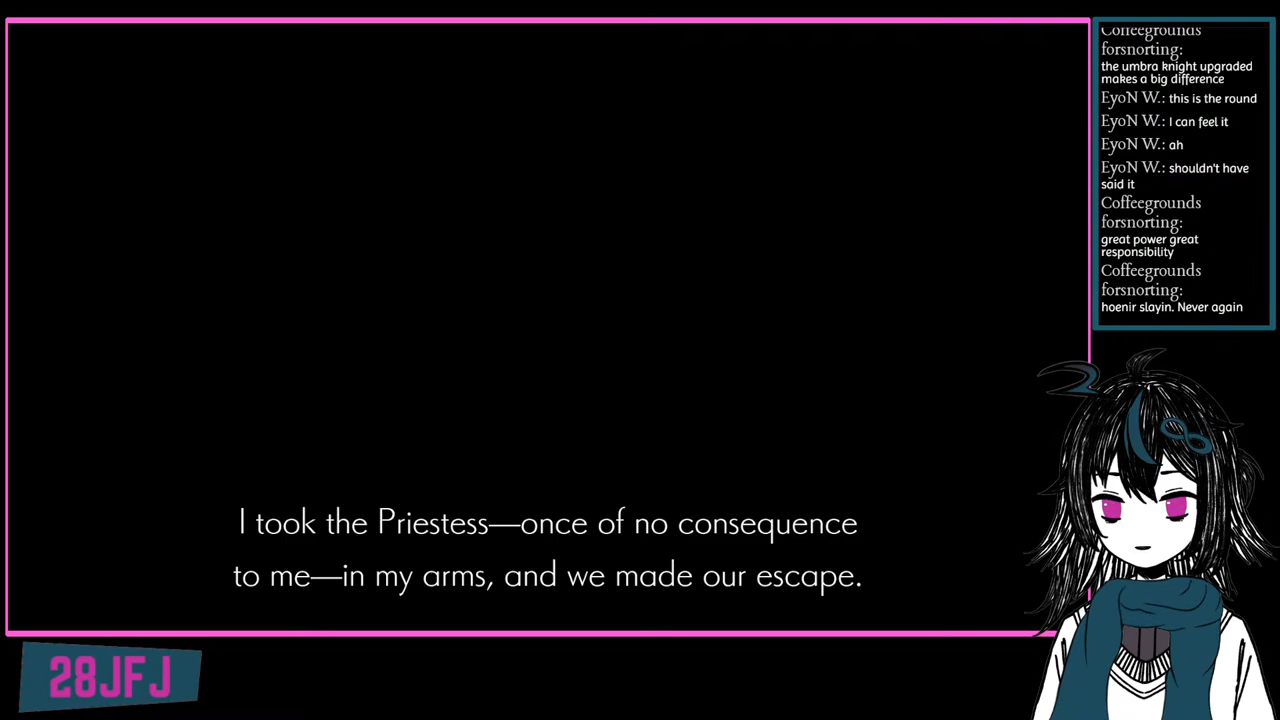 I took the Priestess—once of no consequence
to me—in my arms, and we made our escape.
Coffeegrounds
forsnorting:
the umbra knight upgraded
makes a big difference
EyoN W.: this is the round
EyoN W.: I can feel it
EyoN W.: ah
EyoN W.: shouldn't have
said it
Coffeegrounds
forsnorting:
great power great
responsibility
Coffeegrounds
forsnorting:
hoenir slayin. Never again
28JFJ